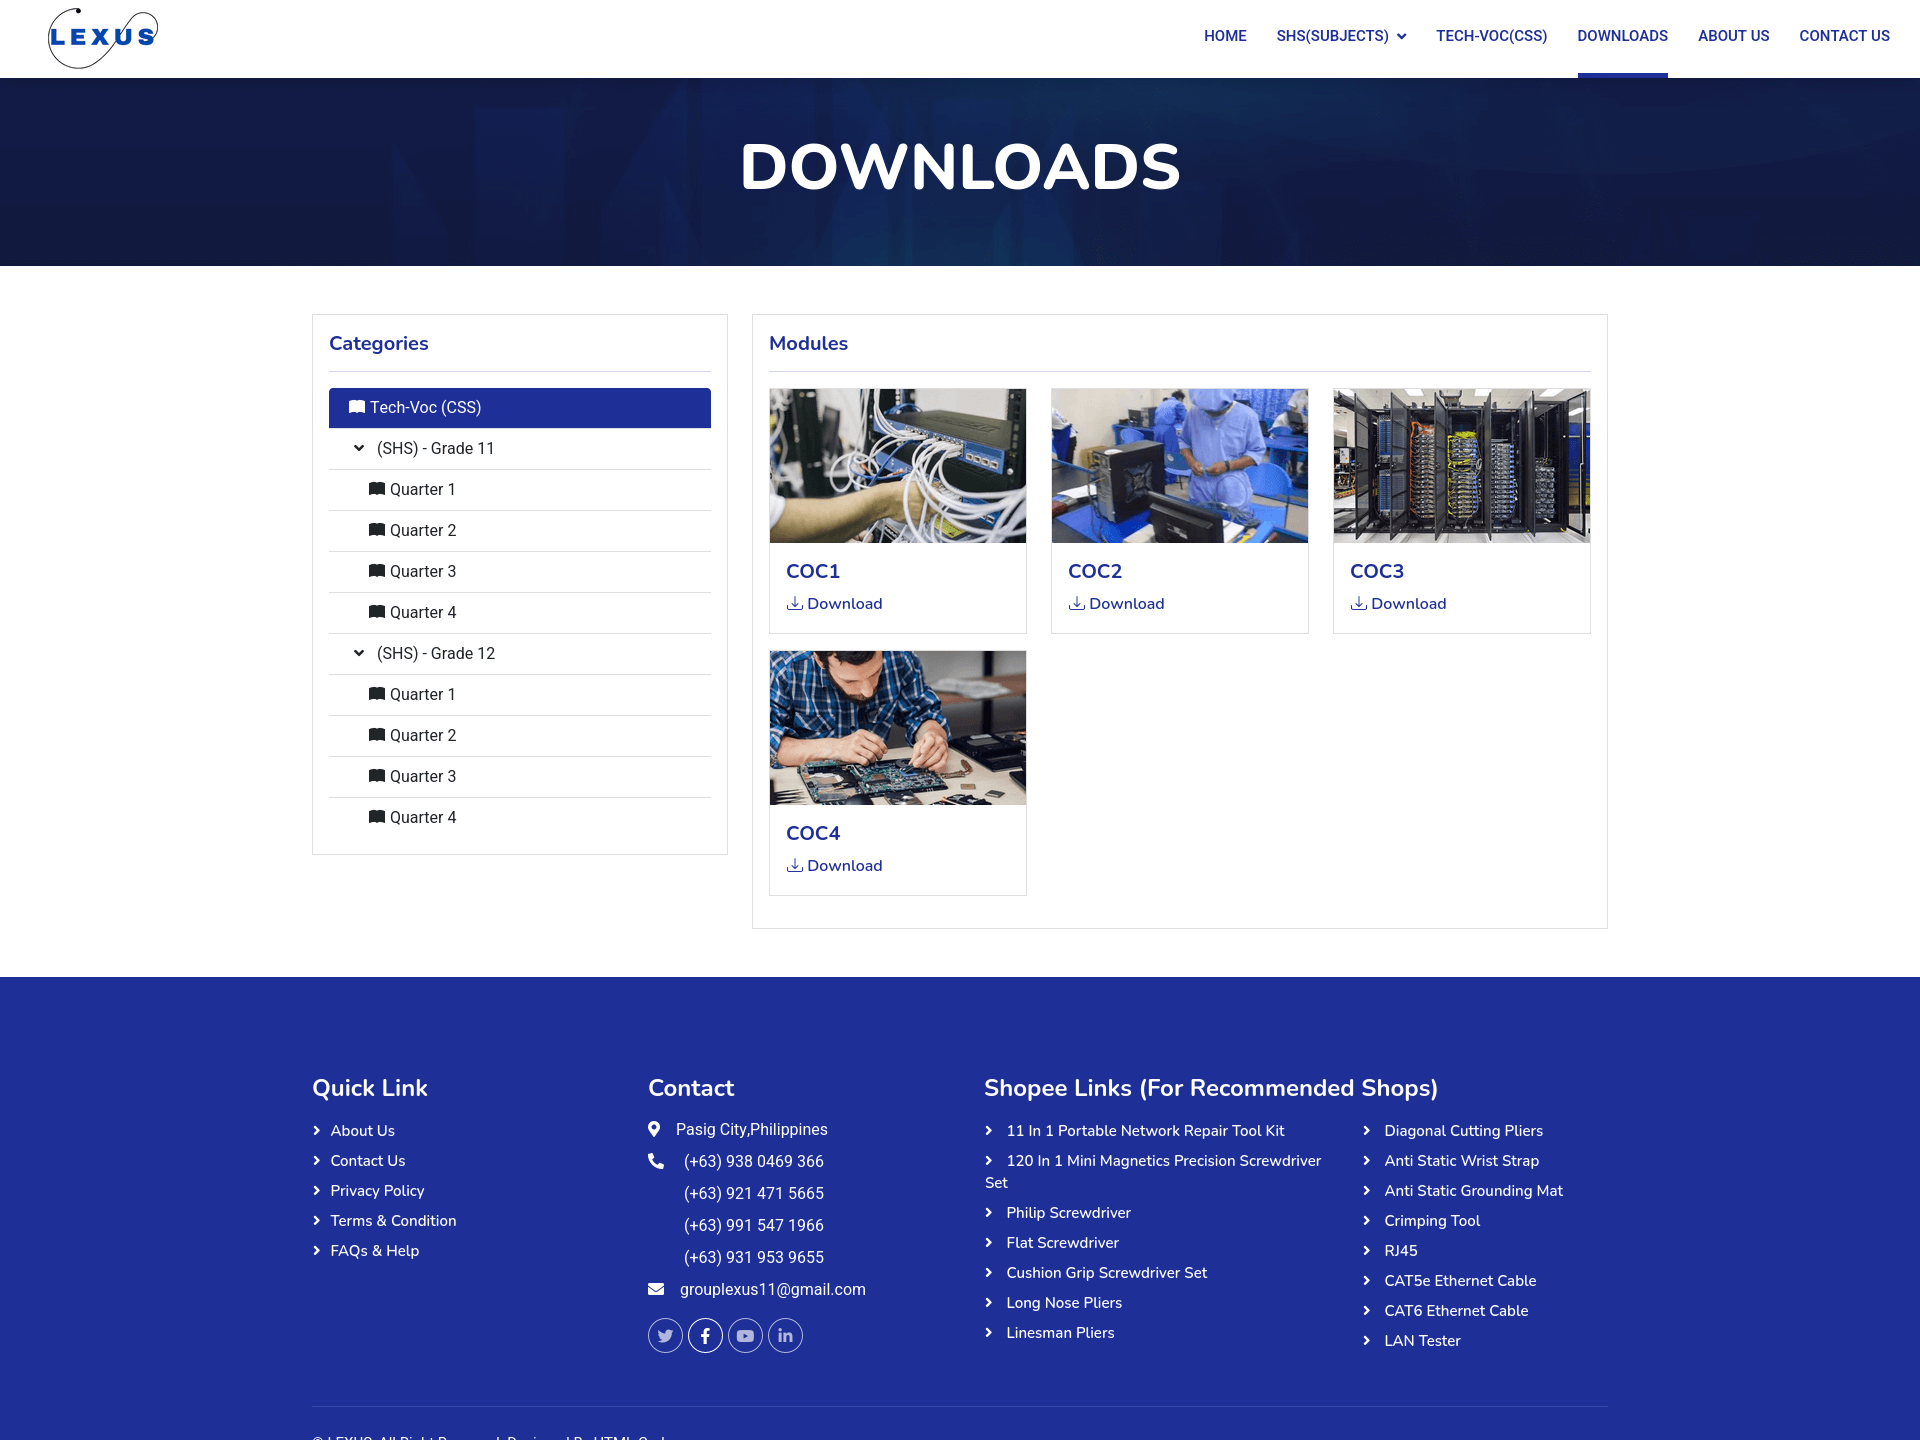 LEXUS
HOME
SHS(SUBJECTS)
TECH-VOC(CSS)
DOWNLOADS
ABOUT US
CONTACT US
DOWNLOADS
Categories
Tech-Voc (CSS)
(SHS) - Grade 11
Quarter 1
Quarter 2
Quarter 3
Quarter 4
(SHS) - Grade 12
Quarter 1
Quarter 2
Quarter 3
Quarter 4
Modules
COC1
Download
COC2
Download
COC3
Download
COC4
Download
Quick Link
About Us
Contact Us
Privacy Policy
Terms & Condition
FAQs & Help
Contact
Pasig City,Philippines
(+63) 938 0469 366
(+63) 921 471 5665
(+63) 991 547 1966
(+63) 931 953 9655
grouplexus11@gmail.com
Shopee Links (For Recommended Shops)
11 In 1 Portable Network Repair Tool Kit
120 In 1 Mini Magnetics Precision Screwdriver
Set
Philip Screwdriver
Flat Screwdriver
Cushion Grip Screwdriver Set
Long Nose Pliers
Linesman Pliers
Diagonal Cutting Pliers
Anti Static Wrist Strap
Anti Static Grounding Mat
Crimping Tool
RJ45
CAT5e Ethernet Cable
CAT6 Ethernet Cable
LAN Tester